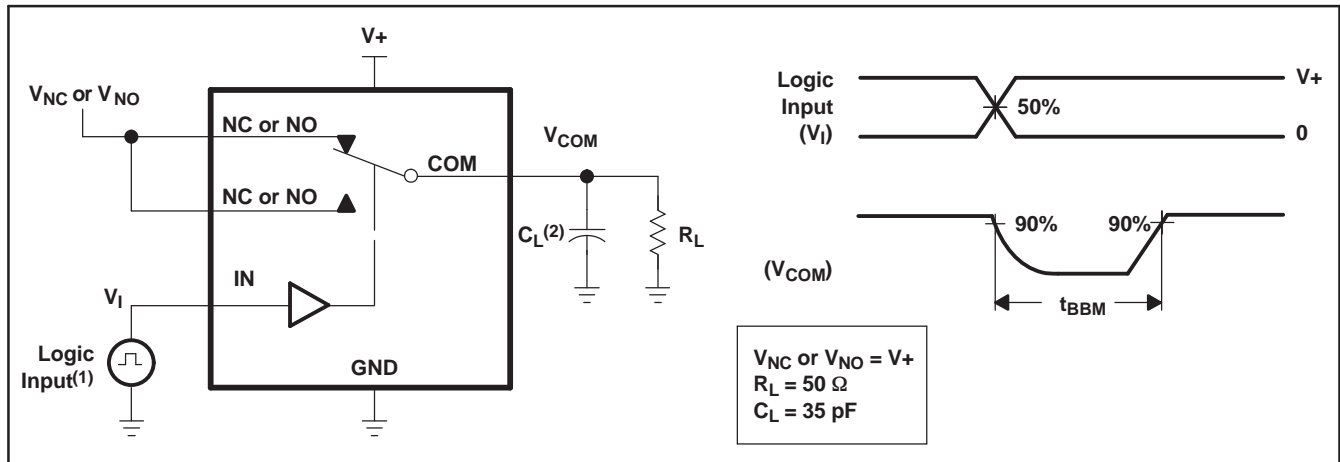 V+
VNC or VNO
NC or NO
NC or NO
COM
VCOM
CL(2)
RL
IN
VI
Logic
Input(1)
GND
Logic
Input
(VI)
50%
V+
0
90%
90%
(VCOM)
tBBM
VNC or VNO = V+
RL = 50 Ω
CL = 35 pF